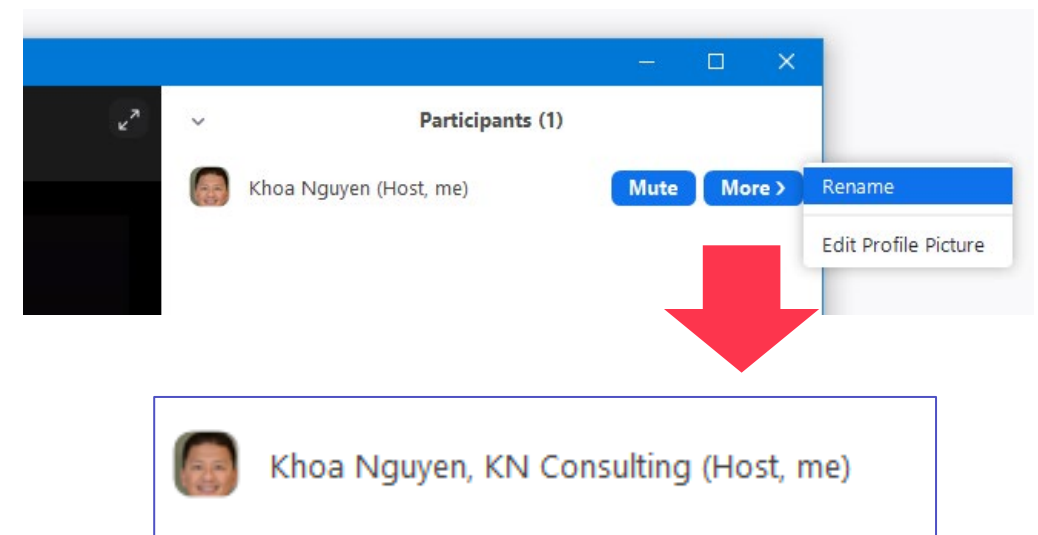 Participants (1)
Khoa Nguyen (Host, me)
Mute
More >
Rename
Edit Profile Picture
Khoa Nguyen, KN Consulting (Host, me)